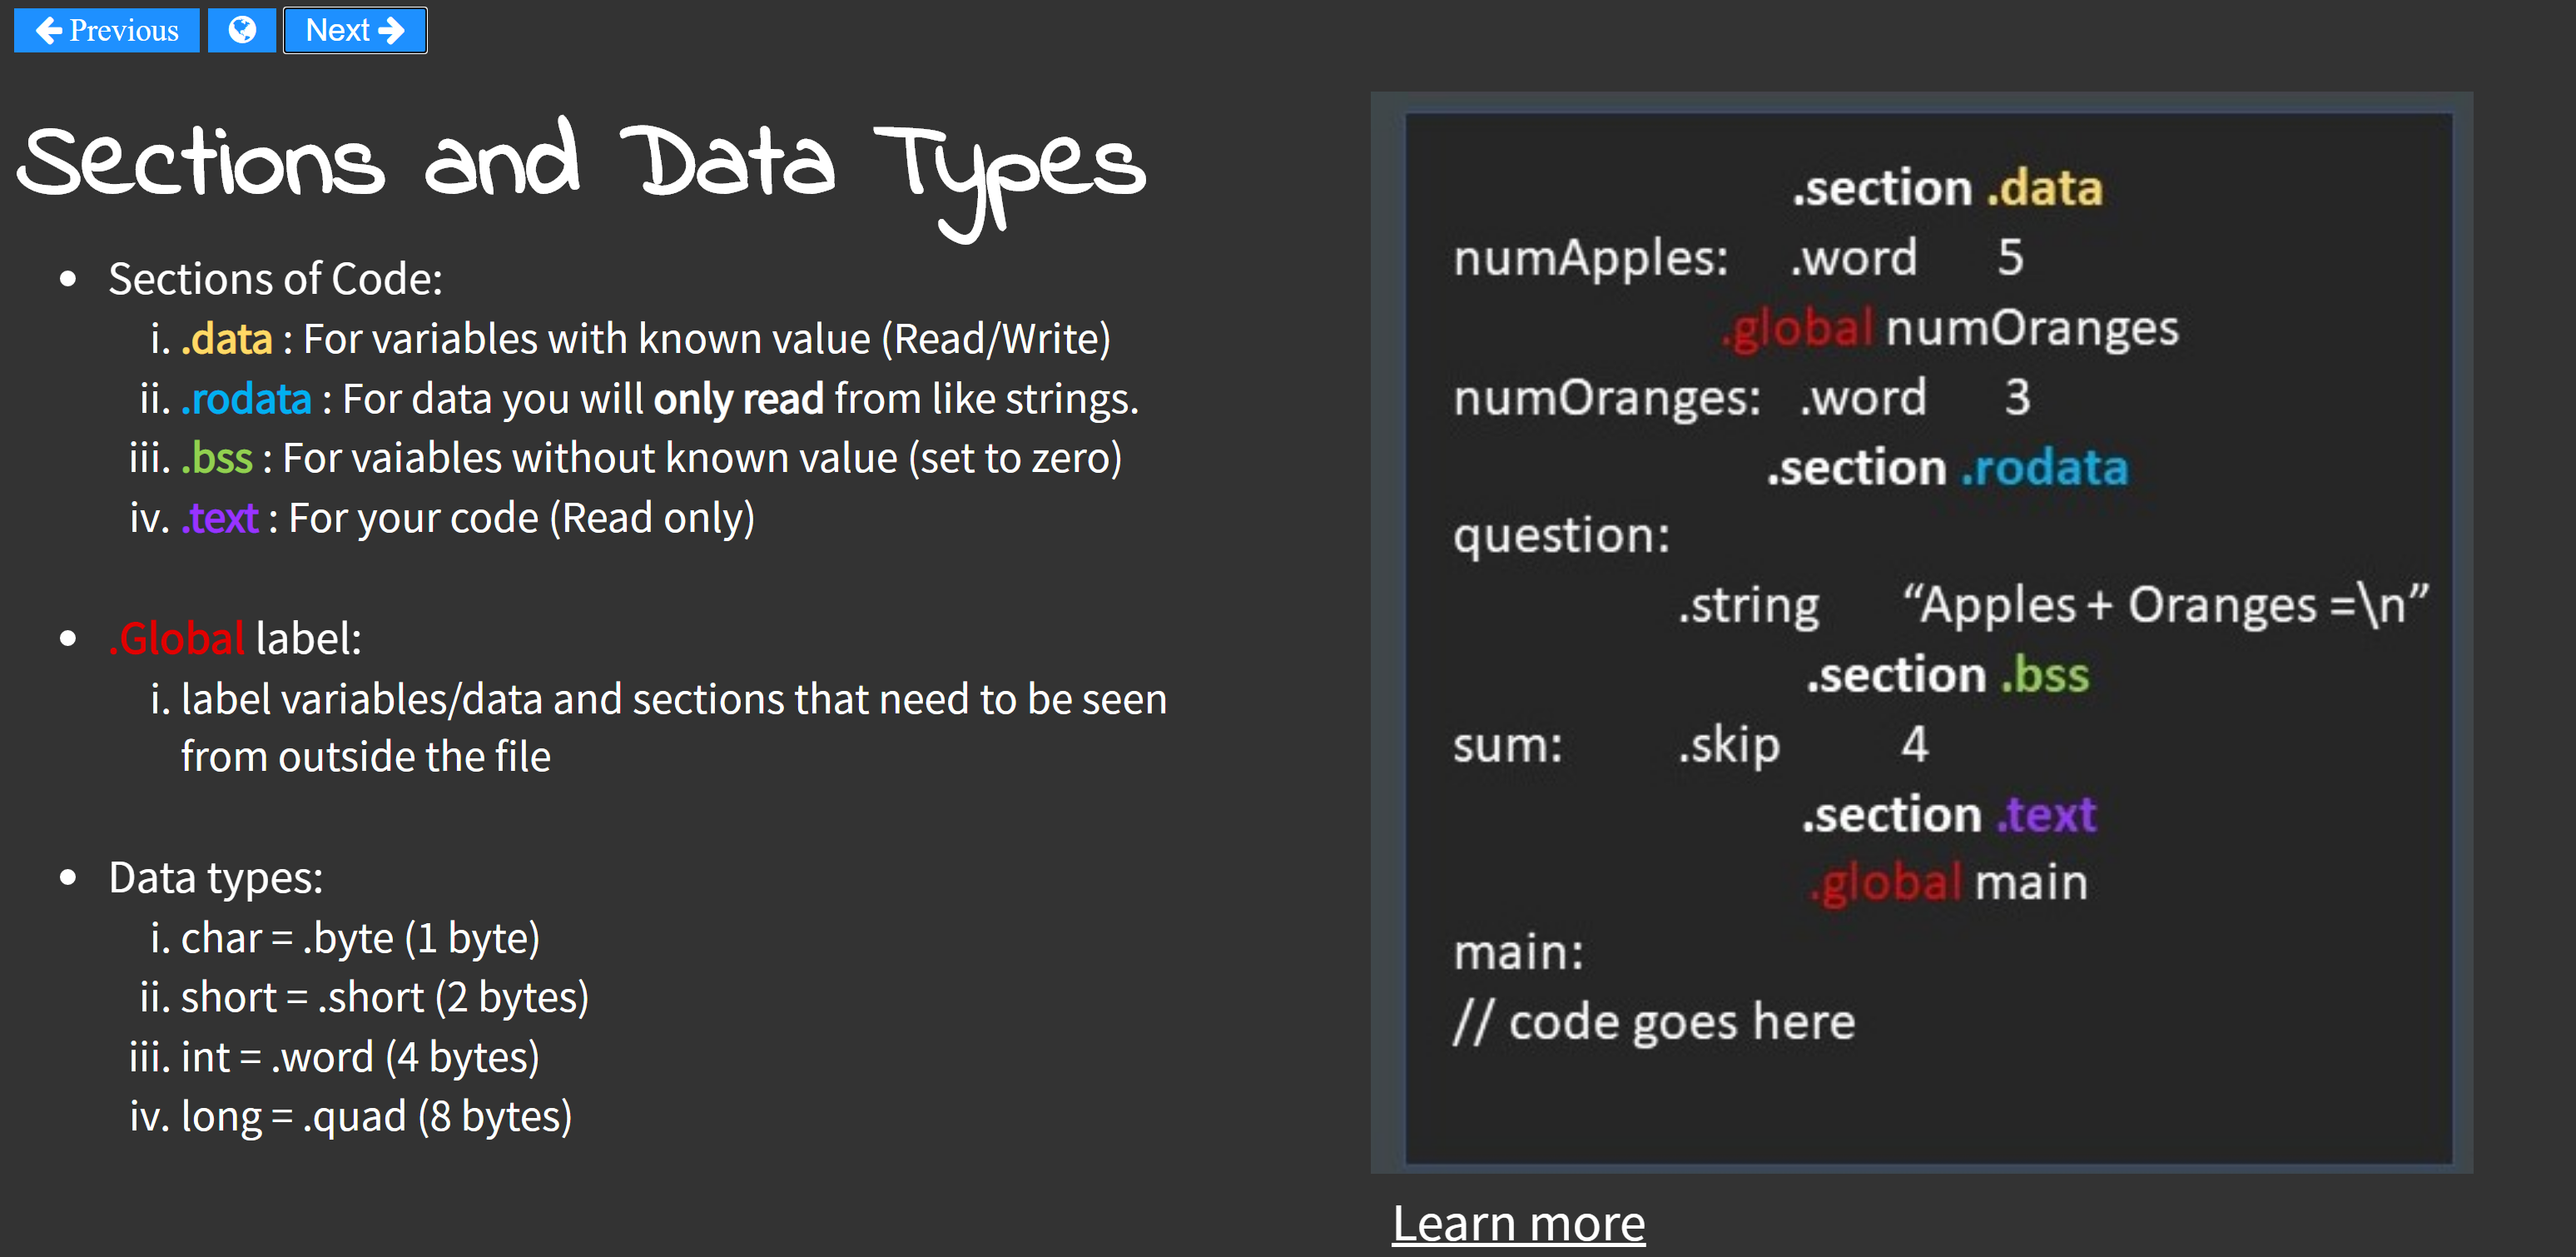 Previous Next
Sections and Data Types
• Sections of Code:
i. .data : For variables with known value (Read/Write)
ii. .rodata : For data you will only read from like strings.
iii. .bss : For vaiables without known value (set to zero)
iv. .text : For your code (Read only)
• .Global label:
i. label variables/data and sections that need to be seen
from outside the file
• Data types:
i. char = .byte (1 byte)
ii. short = .short (2 bytes)
iii. int = .word (4 bytes)
iv. long = .quad (8 bytes)
.section .data
numApples: .word 5
.global numOranges
numOranges: .word 3
.section .rodata
question:
.string “Apples + Oranges =\n”
.section .bss
sum: .skip 4
.section .text
.global main
main:
// code goes here
Learn more